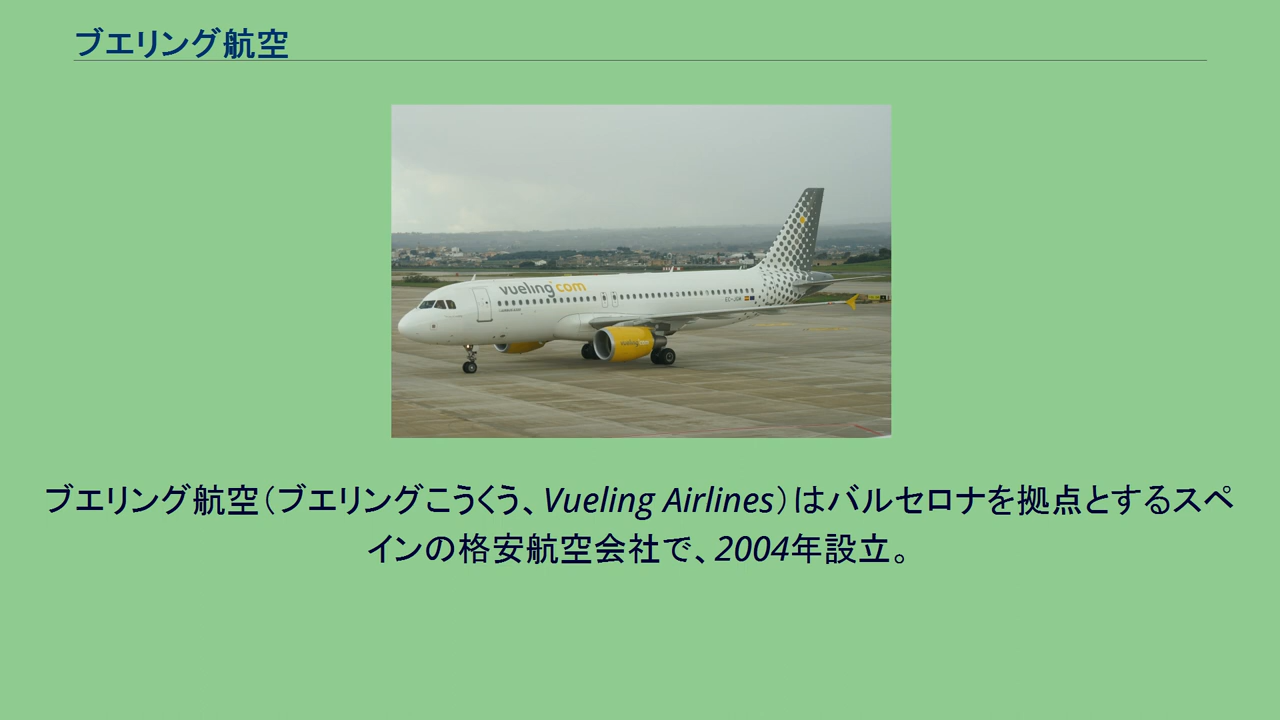 ブエリング航空
vueling.com
vueling.com
ブエリング航空（ブエリングこうくう、Vueling Airlines）はバルセロナを拠点とするスペ
インの格安航空会社で、2004年設立。